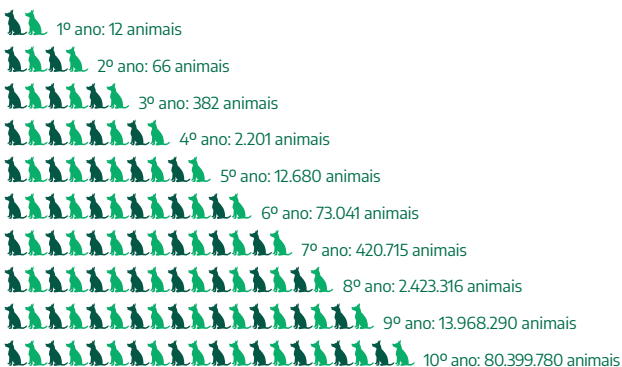 1º ano: 12 animais
2º ano: 66 animais
3º ano: 382 animais
4º ano: 2.201 animais
5º ano: 12.680 animais
6º ano: 73.041 animais
7º ano: 420.715 animais
8º ano: 2.423.316 animais
9º ano: 13.968.290 animais
10º ano: 80.399.780 animais